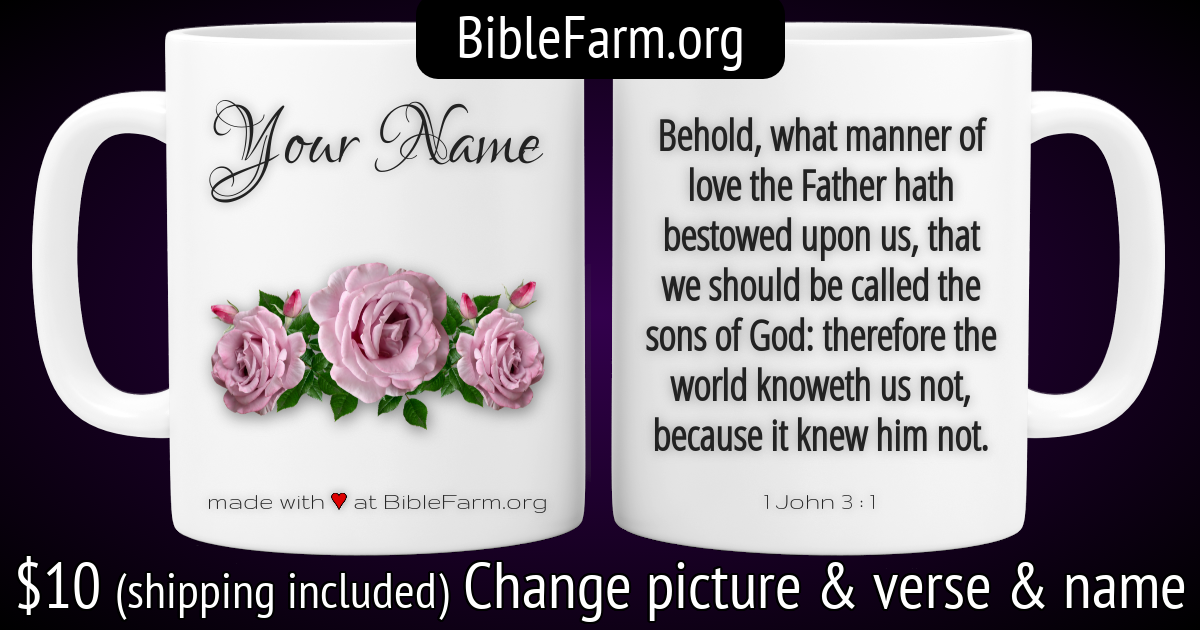 BibleFarm.org
Your Name
made with ♥ at BibleFarm.org
Behold, what manner of
love the Father hath
bestowed upon us, that
we should be called the
sons of God: therefore the
world knoweth us not,
because it knew him not.
1 John 3 : 1
$10 (shipping included) Change picture & verse & name